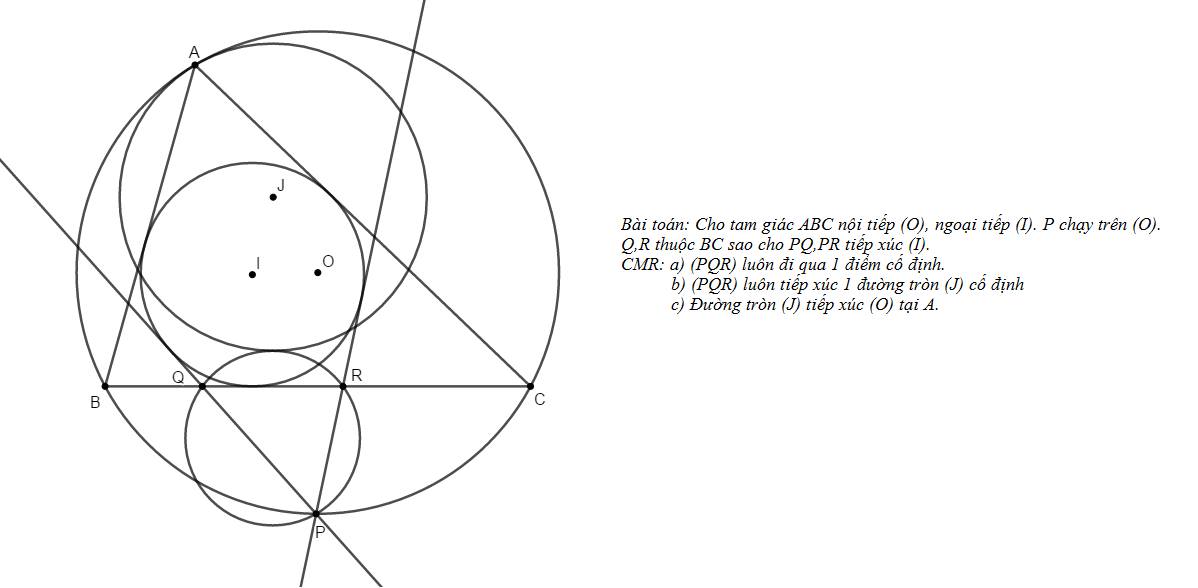 A
J
I
O
Q
R
B
C
P
Bài toán: Cho tam giác ABC nội tiếp (O), ngoại tiếp (I). P chạy trên (O).
Q,R thuộc BC sao cho PQ,PR tiếp xúc (I).
CMR: a) (PQR) luôn đi qua 1 điểm cố định.
b) (PQR) luôn tiếp xúc 1 đường tròn (J) cố định
c) Đường tròn (J) tiếp xúc (O) tại A.